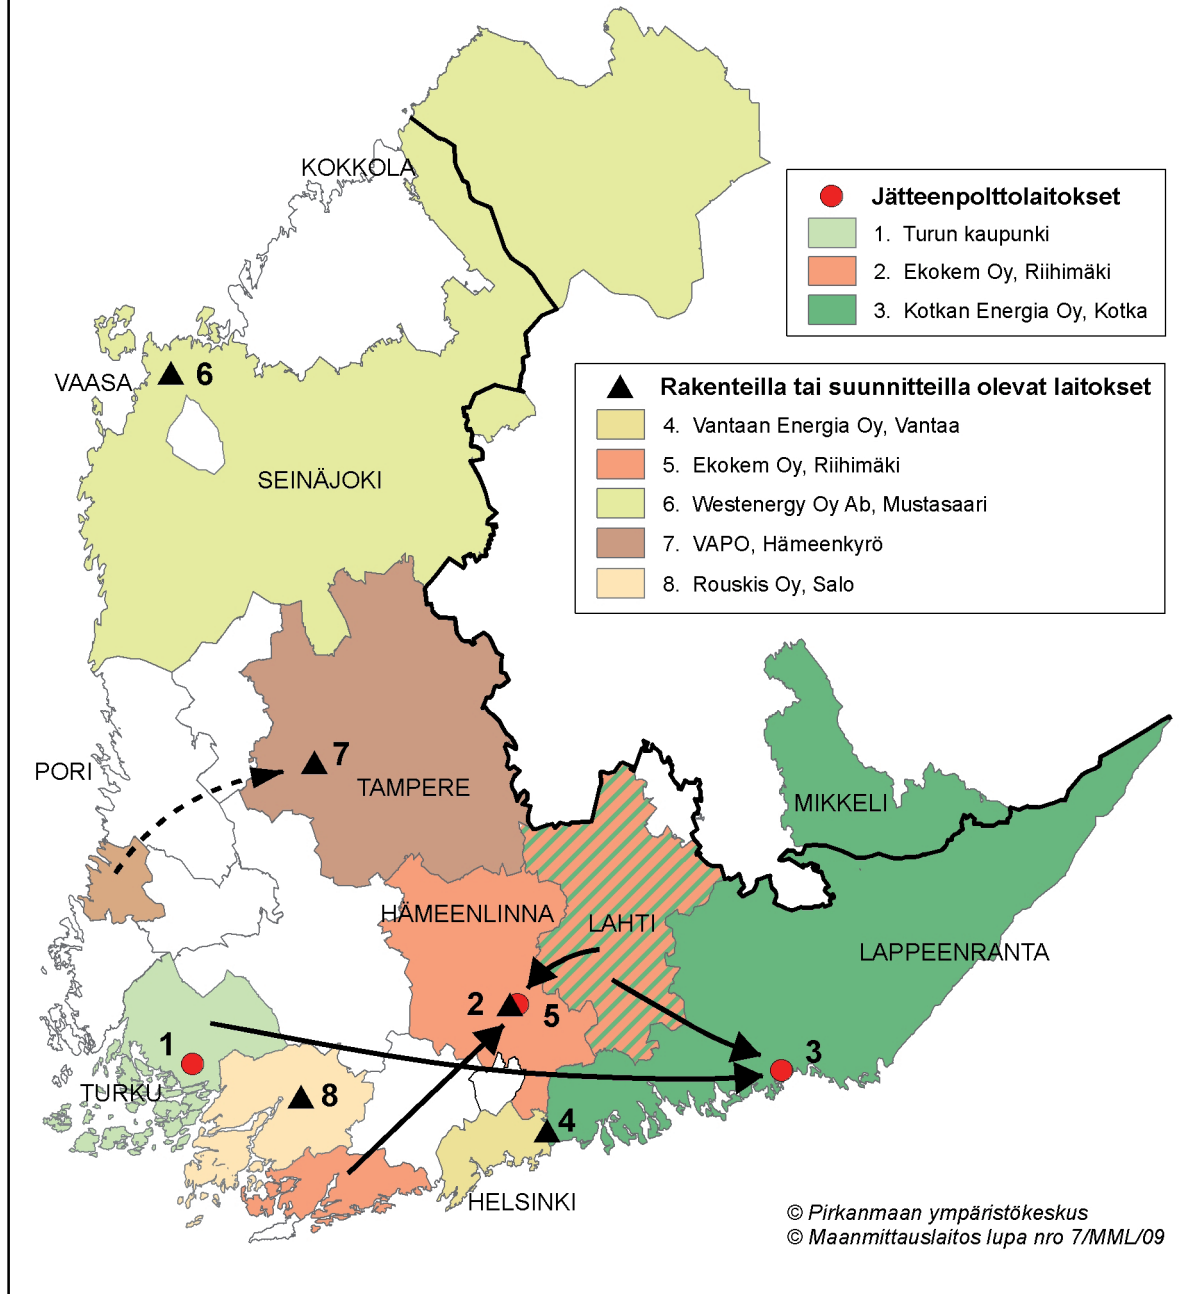 KOKKOLA
Jätteenpolttolaitokset
1. Turun kaupunki
2. Ekokem Oy, Riihimäki
3. Kotkan Energia Oy, Kotka
VAASA
6
Rakenteilla tai suunnitteilla olevat laitokset
4. Vantaan Energia Oy, Vantaa
5. Ekokem Oy, Riihimäki
6. Westenergy Oy Ab, Mustasaari
7. VAPO, Hämeenkyrö
8. Rouskis Oy, Salo
SEINÄJOKI
7
PORI
TAMPERE
MIKKELI
HÄMEENLINNA
LAHTI
LAPPEENRANTA
2
5
1
3
TURKU
8
4
HELSINKI
© Pirkanmaan ympäristökeskus
© Maanmittauslaitos lupa nro 7/MML/09